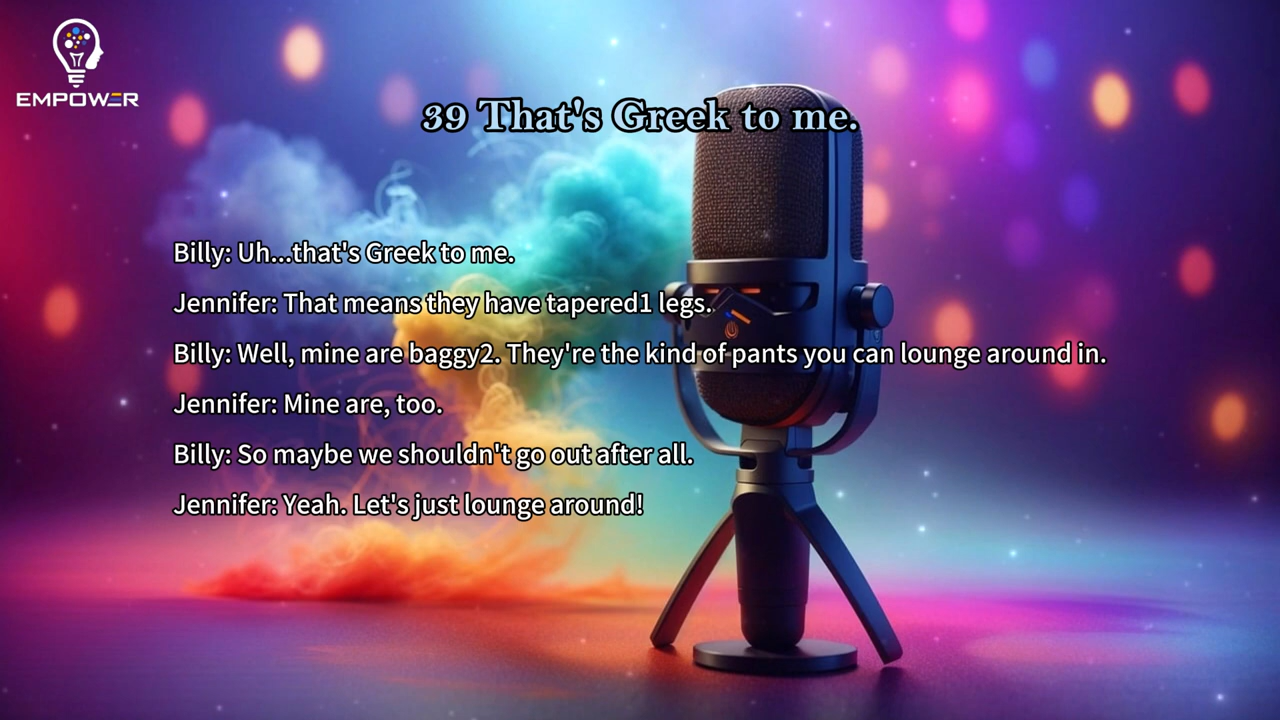 EMPOWER
39 That's Greek to me.
Billy: Uh...that's Greek to me.
Jennifer: That means they have tapered1 legs.
Billy: Well, mine are baggy2. They're the kind of pants you can lounge around in.
Jennifer: Mine are, too.
Billy: So maybe we shouldn't go out after all.
Jennifer: Yeah. Let's just lounge around!